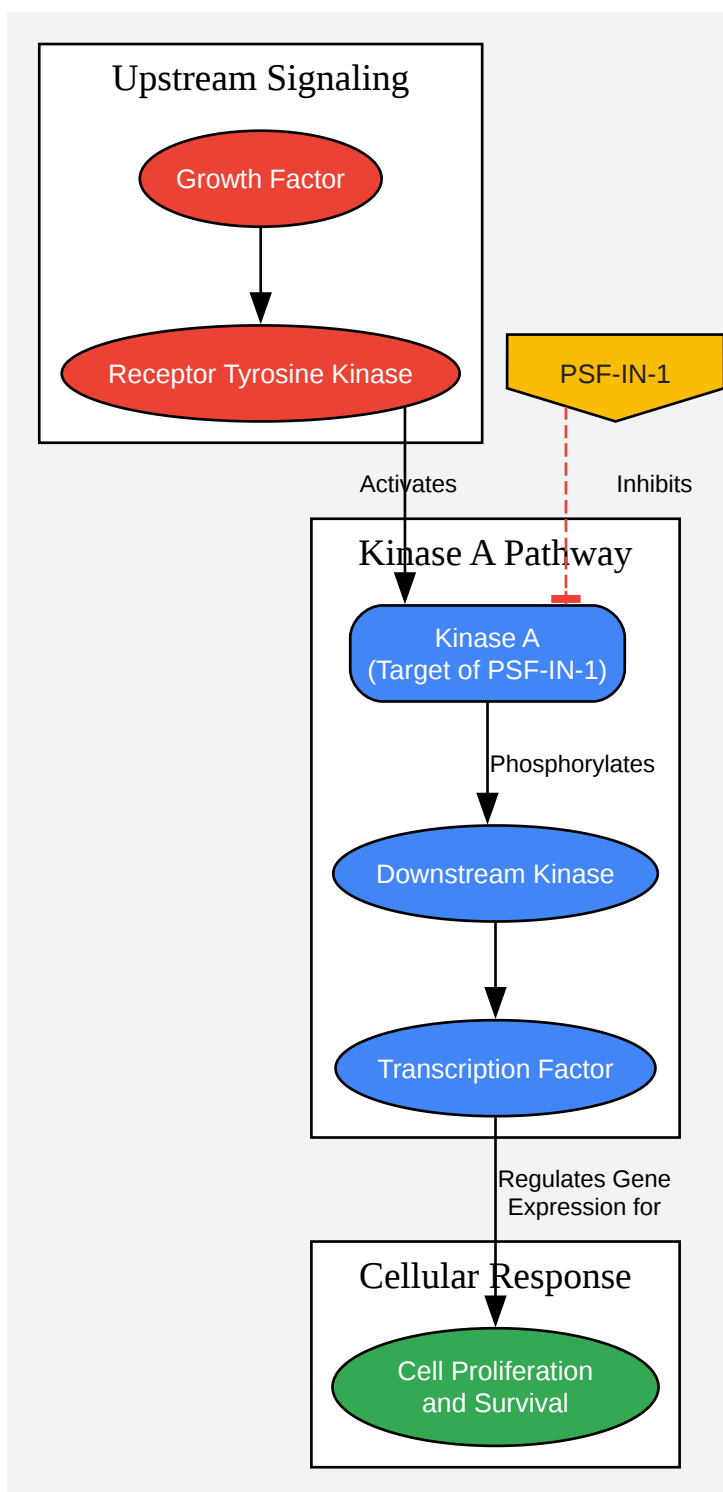 Upstream Signaling
Growth Factor
Receptor Tyrosine Kinase
PSF-IN-1
Activates
Inhibits
Kinase A Pathway
Kinase A
(Target of PSF-IN-1)
Phosphorylates
Downstream Kinase
Transcription Factor
Regulates Gene
Expression for
Cellular Response
Cell Proliferation
and Survival